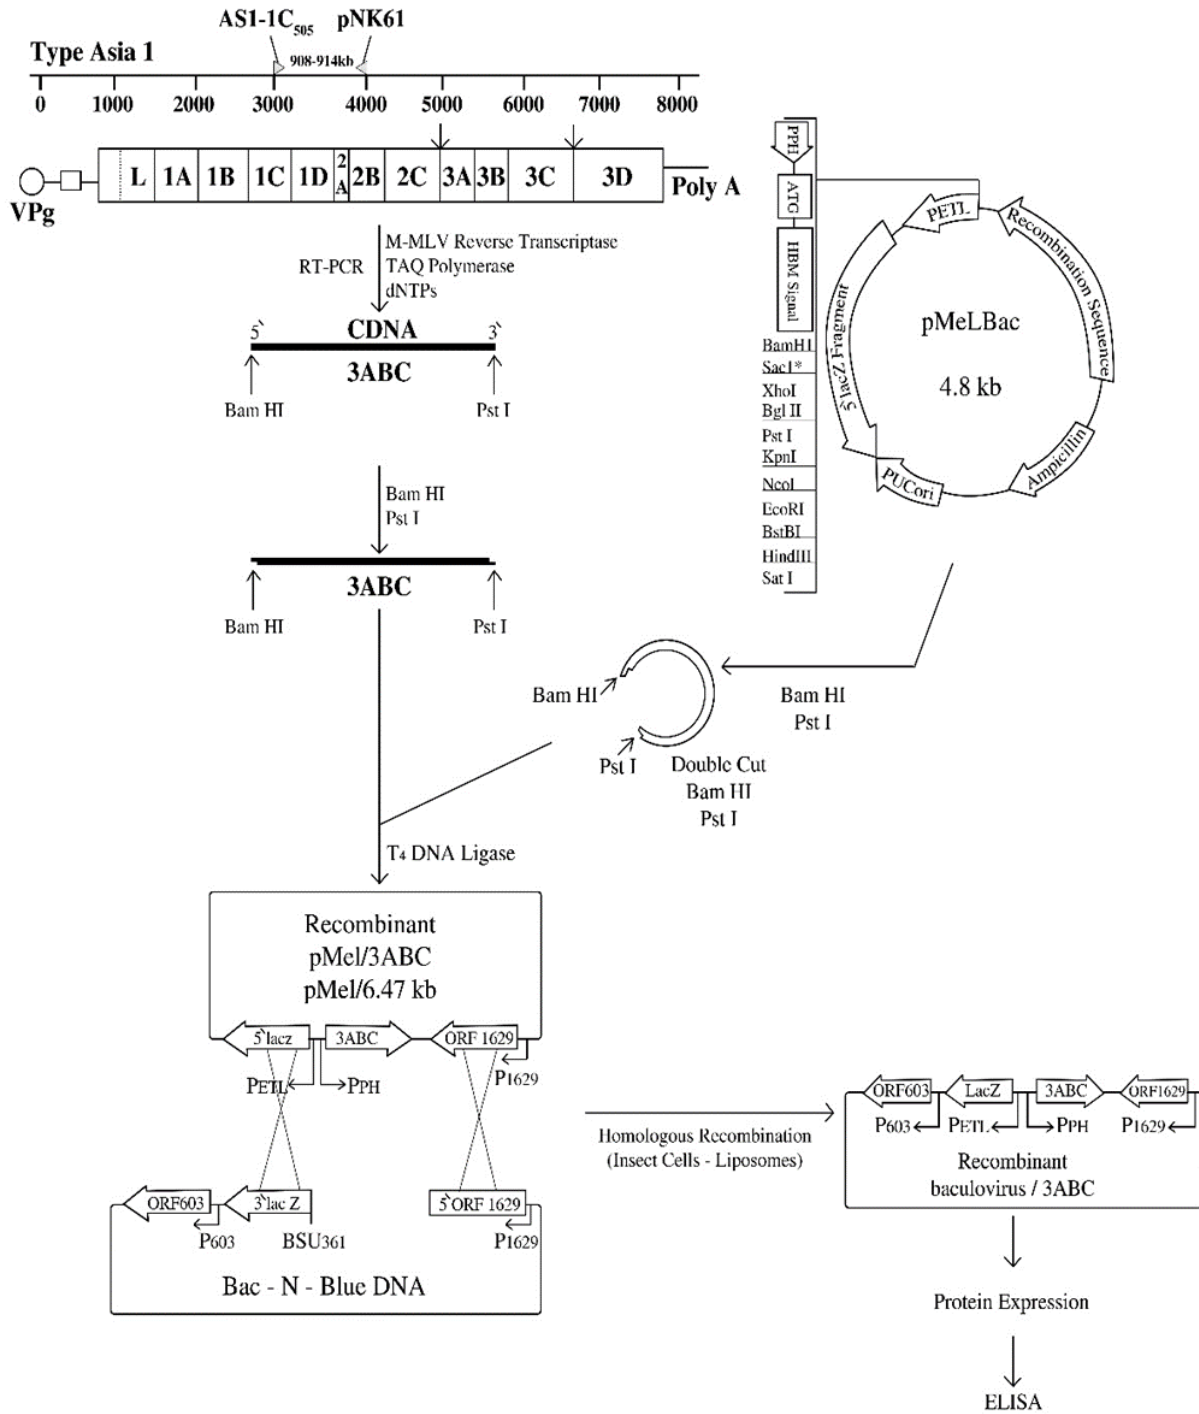 AS1-1C505 pNK61
Type Asia 1
908-914kb
0 1000 2000 3000 4000 5000 6000 7000 8000
L 1A 1B 1C 1D 2A 2B 2C 3A 3B 3C 3D
Poly A
VPg
RT-PCR
M-MLV Reverse Transcriptase
TAQ Polymerase
dNTPs
5` CDNA 3`
3ABC
Bam HI Pst I
Bam HI
Pst I
3ABC
Bam HI Pst I
PPH
ATG
HBM Signal
BamH1
Sac1*
XhoI
Bgl II
Pst I
KpnI
NcoI
EcoRI
BstBI
HindIII
Sat I
PETL
Recombination Sequence
5`lacZ Fragment
pMeLBac
4.8 kb
Ampicillin
PUCori
Bam HI
Pst I
Bam HI
Pst I
Double Cut
Bam HI
Pst I
T4 DNA Ligase
Recombinant
pMel/3ABC
pMel/6.47 kb
5`lacz 3ABC ORF 1629
PETL PPH P1629
ORF603 3`lac Z 5`ORF 1629
P603 BSU361 P1629
Bac - N - Blue DNA
Homologous Recombination
(Insect Cells - Liposomes)
ORF603 LacZ 3ABC ORF1629
P603 PETL PPH P1629
Recombinant
baculovirus / 3ABC
Protein Expression
ELISA